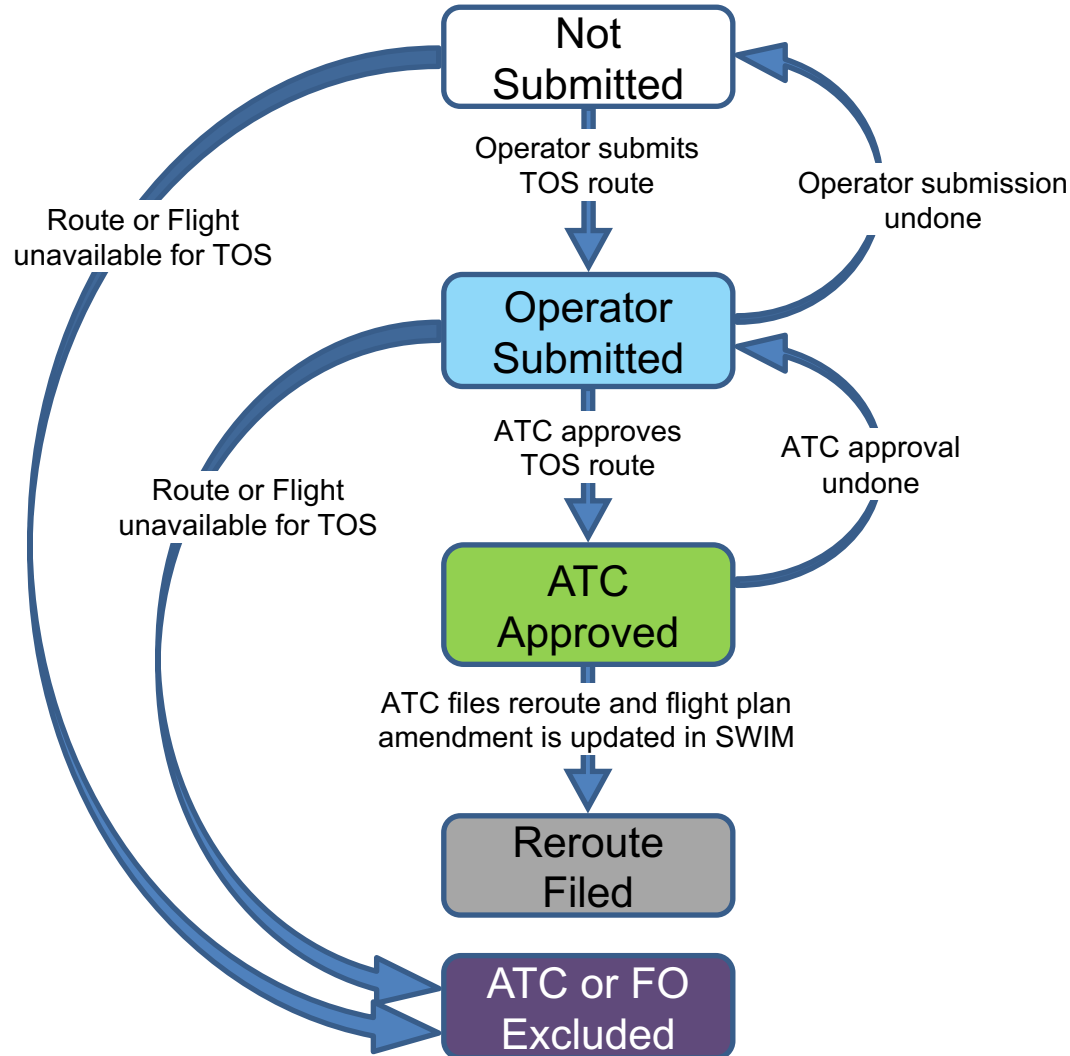 Not
Submitted
Operator submits
TOS route
Operator submission
undone
Route or Flight
unavailable for TOS
Operator
Submitted
ATC approves
TOS route
ATC approval
undone
Route or Flight
unavailable for TOS
ATC
Approved
ATC files reroute and flight plan
amendment is updated in SWIM
Reroute
Filed
ATC or FO
Excluded